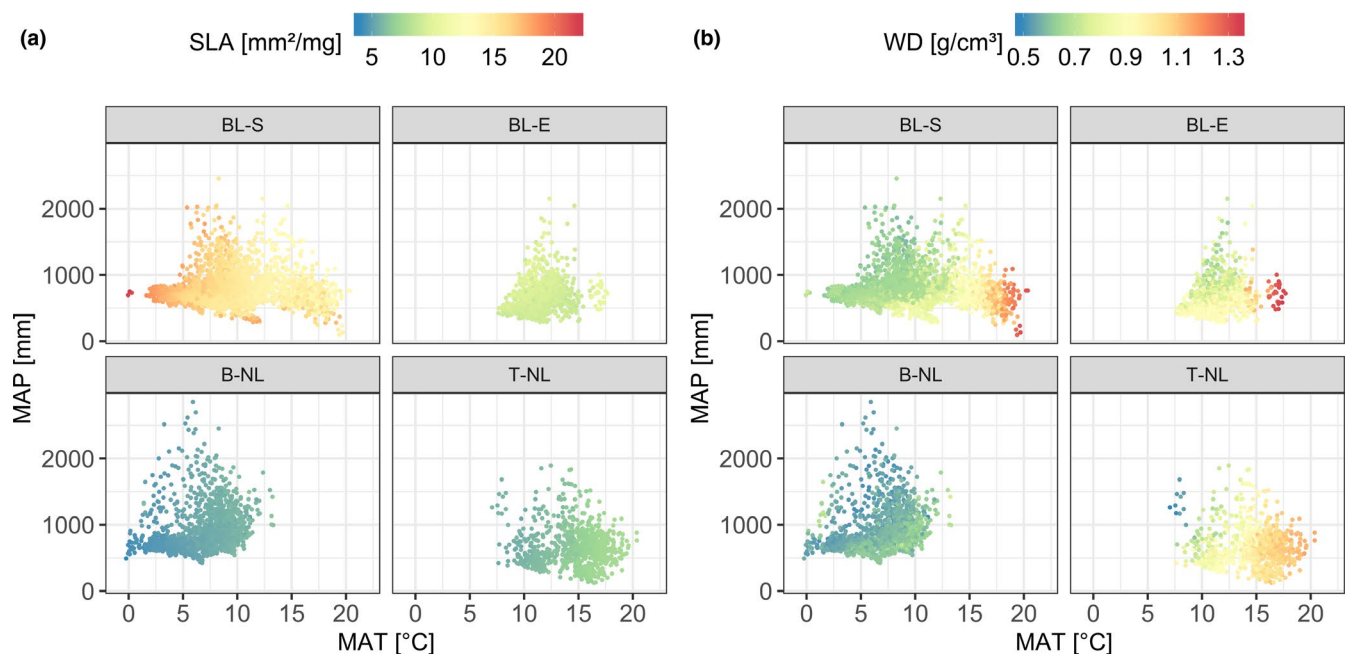 (a)
SLA [mm²/mg]
5 10 15 20
BL-S BL-E
2000
1000
0
B-NL T-NL
2000
1000
0
0 5 10 15 20 0 5 10 15 20
MAP [mm]
MAT [°C]
(b)
WD [g/cm³]
0.5 0.7 0.9 1.1 1.3
BL-S BL-E
2000
1000
0
B-NL T-NL
2000
1000
0
0 5 10 15 20 0 5 10 15 20
MAP [mm]
MAT [°C]